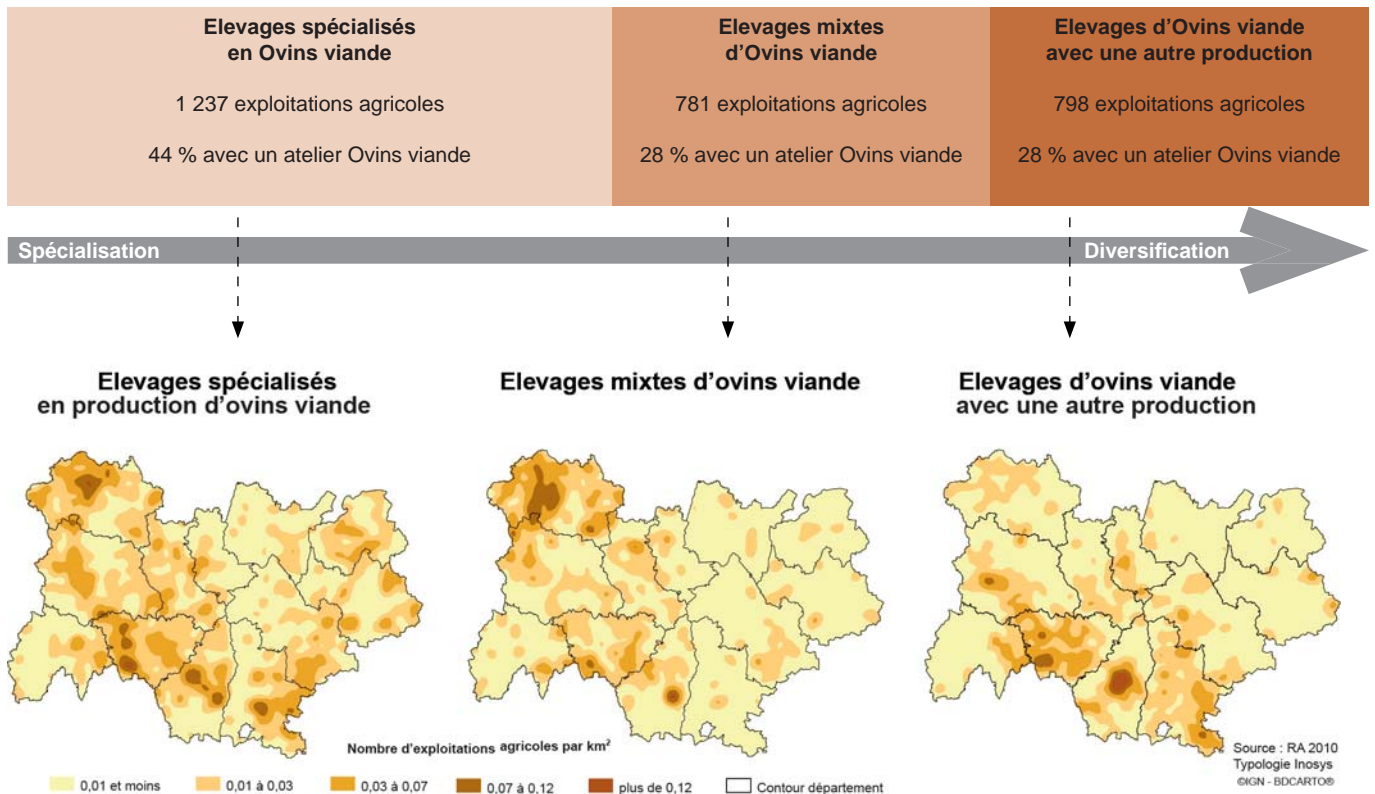 Elevages spécialisés
en Ovins viande
1 237 exploitations agricoles
44 % avec un atelier Ovins viande
Elevages mixtes
d'Ovins viande
781 exploitations agricoles
28 % avec un atelier Ovins viande
Elevages d'Ovins viande
avec une autre production
798 exploitations agricoles
28 % avec un atelier Ovins viande
Spécialisation
Diversification
Elevages spécialisés
en production d'ovins viande
Elevages mixtes d'ovins viande
Elevages d'ovins viande
avec une autre production
Nombre d'exploitations agricoles par km²
0,01 et moins
0,01 à 0,03
0,03 à 0,07
0,07 à 0,12
plus de 0,12
Contour département
Source : RA 2010
Typologie Inosys
©IGN - BDCARTO®